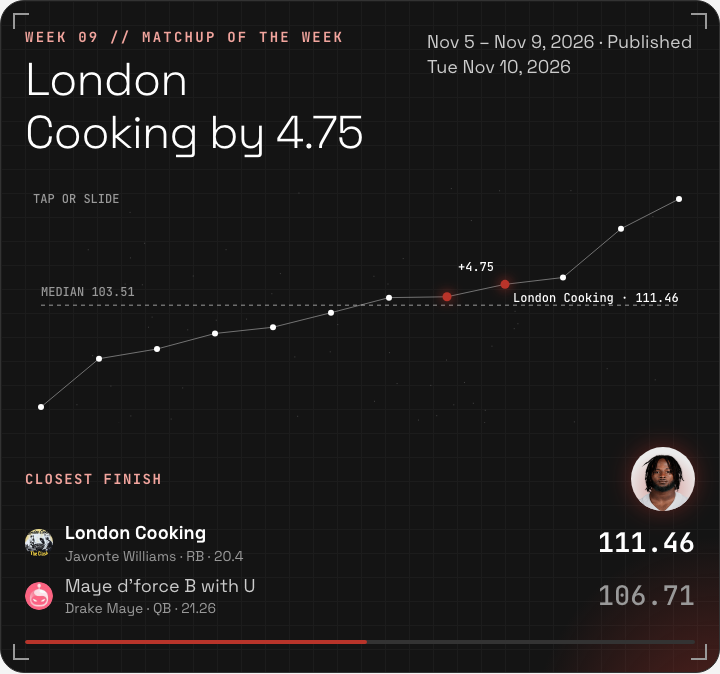 WEEK 09 // MATCHUP OF THE WEEK
Nov 5 – Nov 9, 2026 · Published
Tue Nov 10, 2026
London
Cooking by 4.75
TAP OR SLIDE
+4.75
MEDIAN 103.51
London Cooking · 111.46
CLOSEST FINISH
London Cooking
111.46
Javonte Williams · RB · 20.4
Maye d'force B with U
106.71
Drake Maye · QB · 21.26